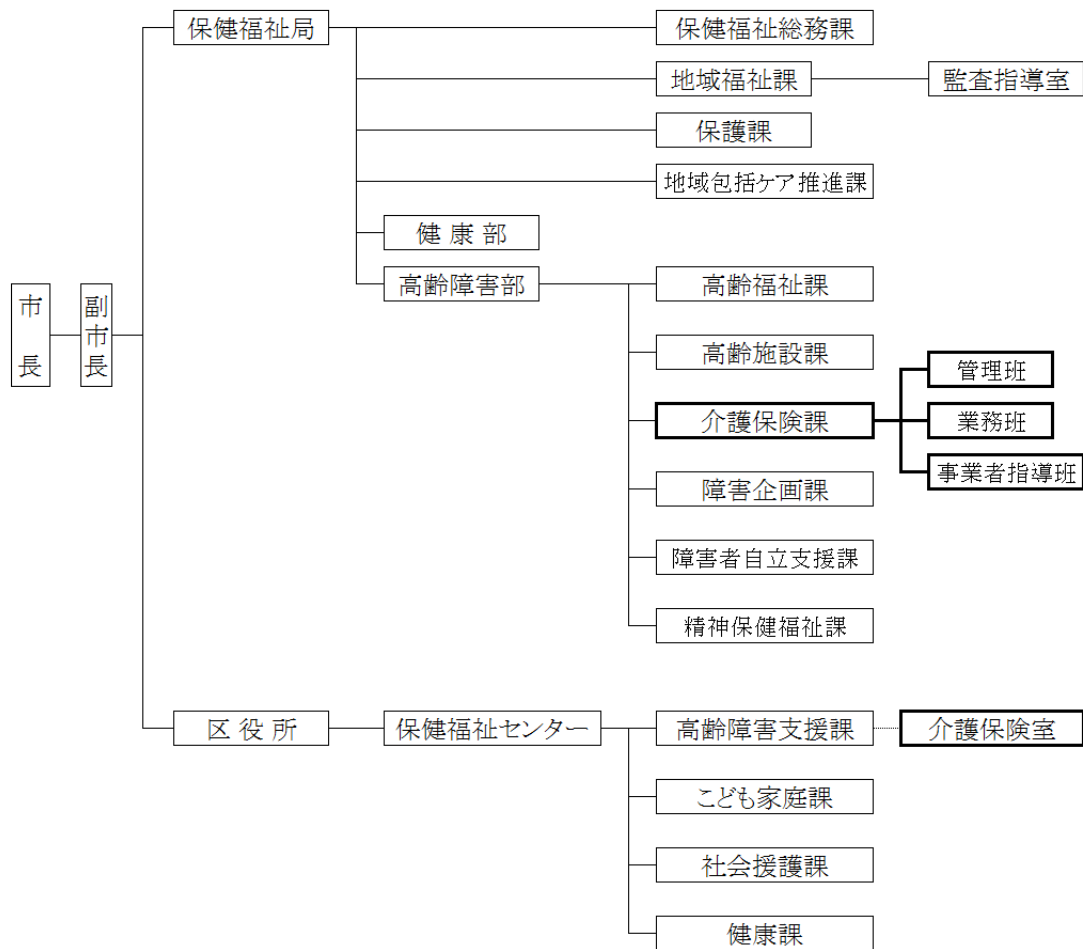 保健福祉局
保健福祉総務課
地域福祉課
監査指導室
保護課
地域包括ケア推進課
健康部
高齢障害部
高齢福祉課
市長
副市長
高齢施設課
管理班
介護保険課
業務班
事業者指導班
障害企画課
障害者自立支援課
精神保健福祉課
区役所
保健福祉センター
高齢障害支援課
介護保険室
こども家庭課
社会援護課
健康課